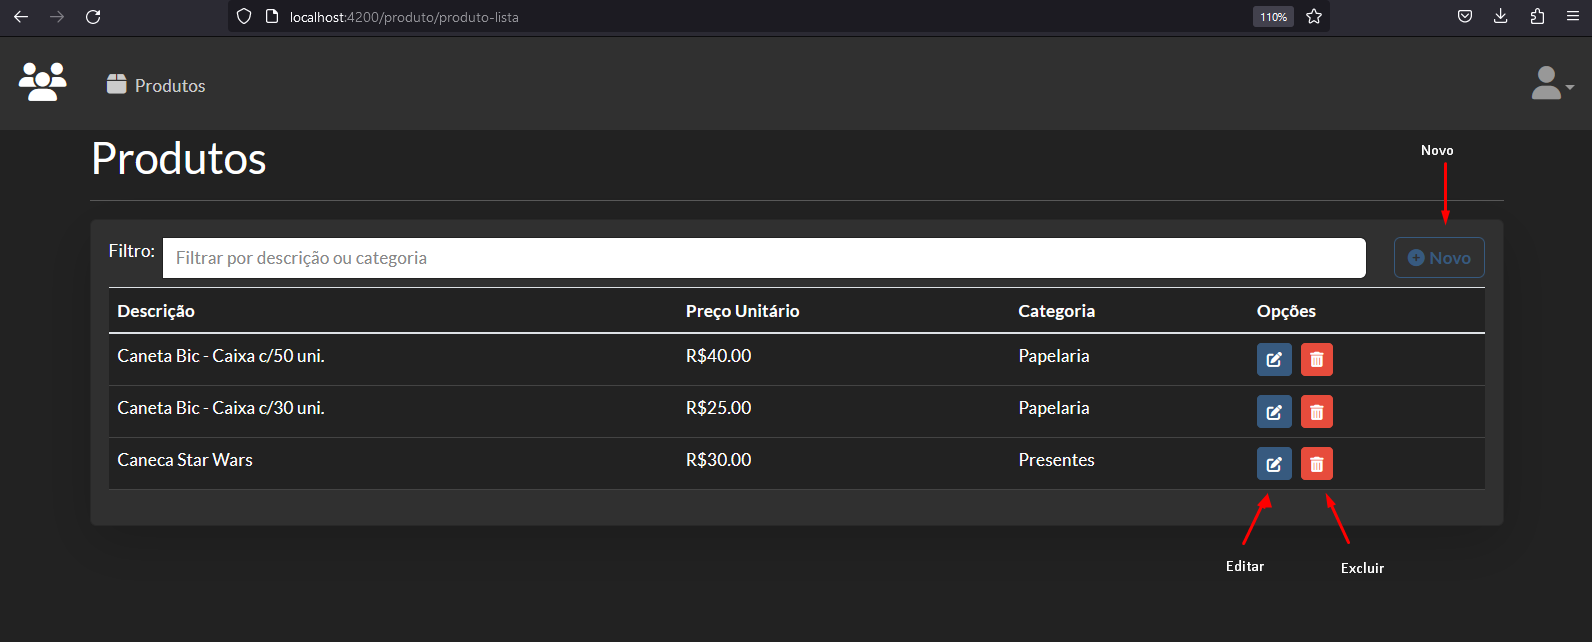 localhost:4200/produto/produto-lista
110%
Produtos
Produtos
Novo
Filtro: Filtrar por descrição ou categoria Novo
Descrição Preço Unitário Categoria Opções
Caneta Bic - Caixa c/50 uni. R$40.00 Papelaria
Caneta Bic - Caixa c/30 uni. R$25.00 Papelaria
Caneca Star Wars R$30.00 Presentes
Editar Excluir